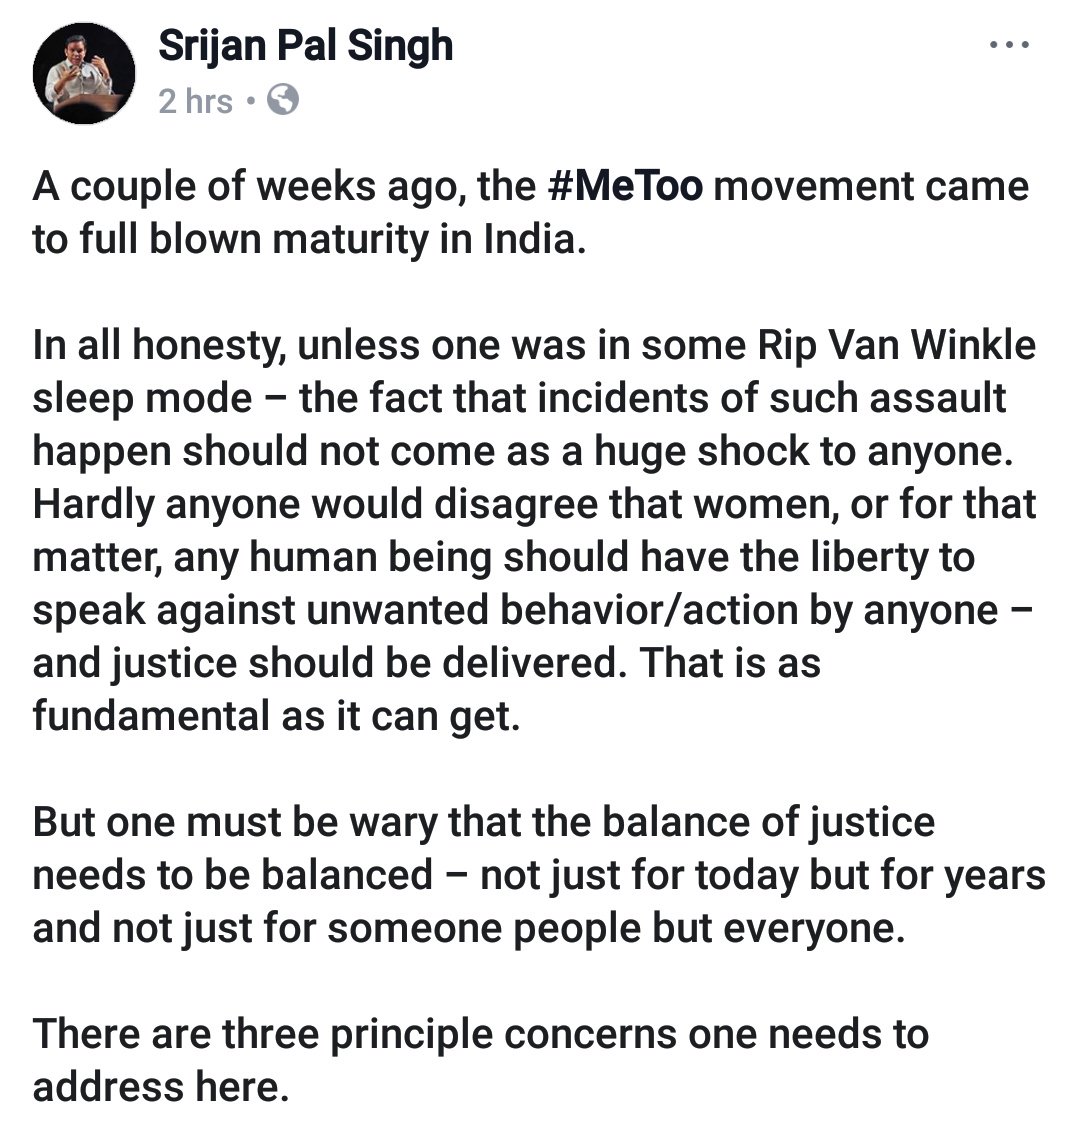 Srijan Pal Singh
2 hrs •
A couple of weeks ago, the #MeToo movement came
to full blown maturity in India.
In all honesty, unless one was in some Rip Van Winkle
sleep mode – the fact that incidents of such assault
happen should not come as a huge shock to anyone.
Hardly anyone would disagree that women, or for that
matter, any human being should have the liberty to
speak against unwanted behavior/action by anyone –
and justice should be delivered. That is as
fundamental as it can get.
But one must be wary that the balance of justice
needs to be balanced – not just for today but for years
and not just for someone people but everyone.
There are three principle concerns one needs to
address here.